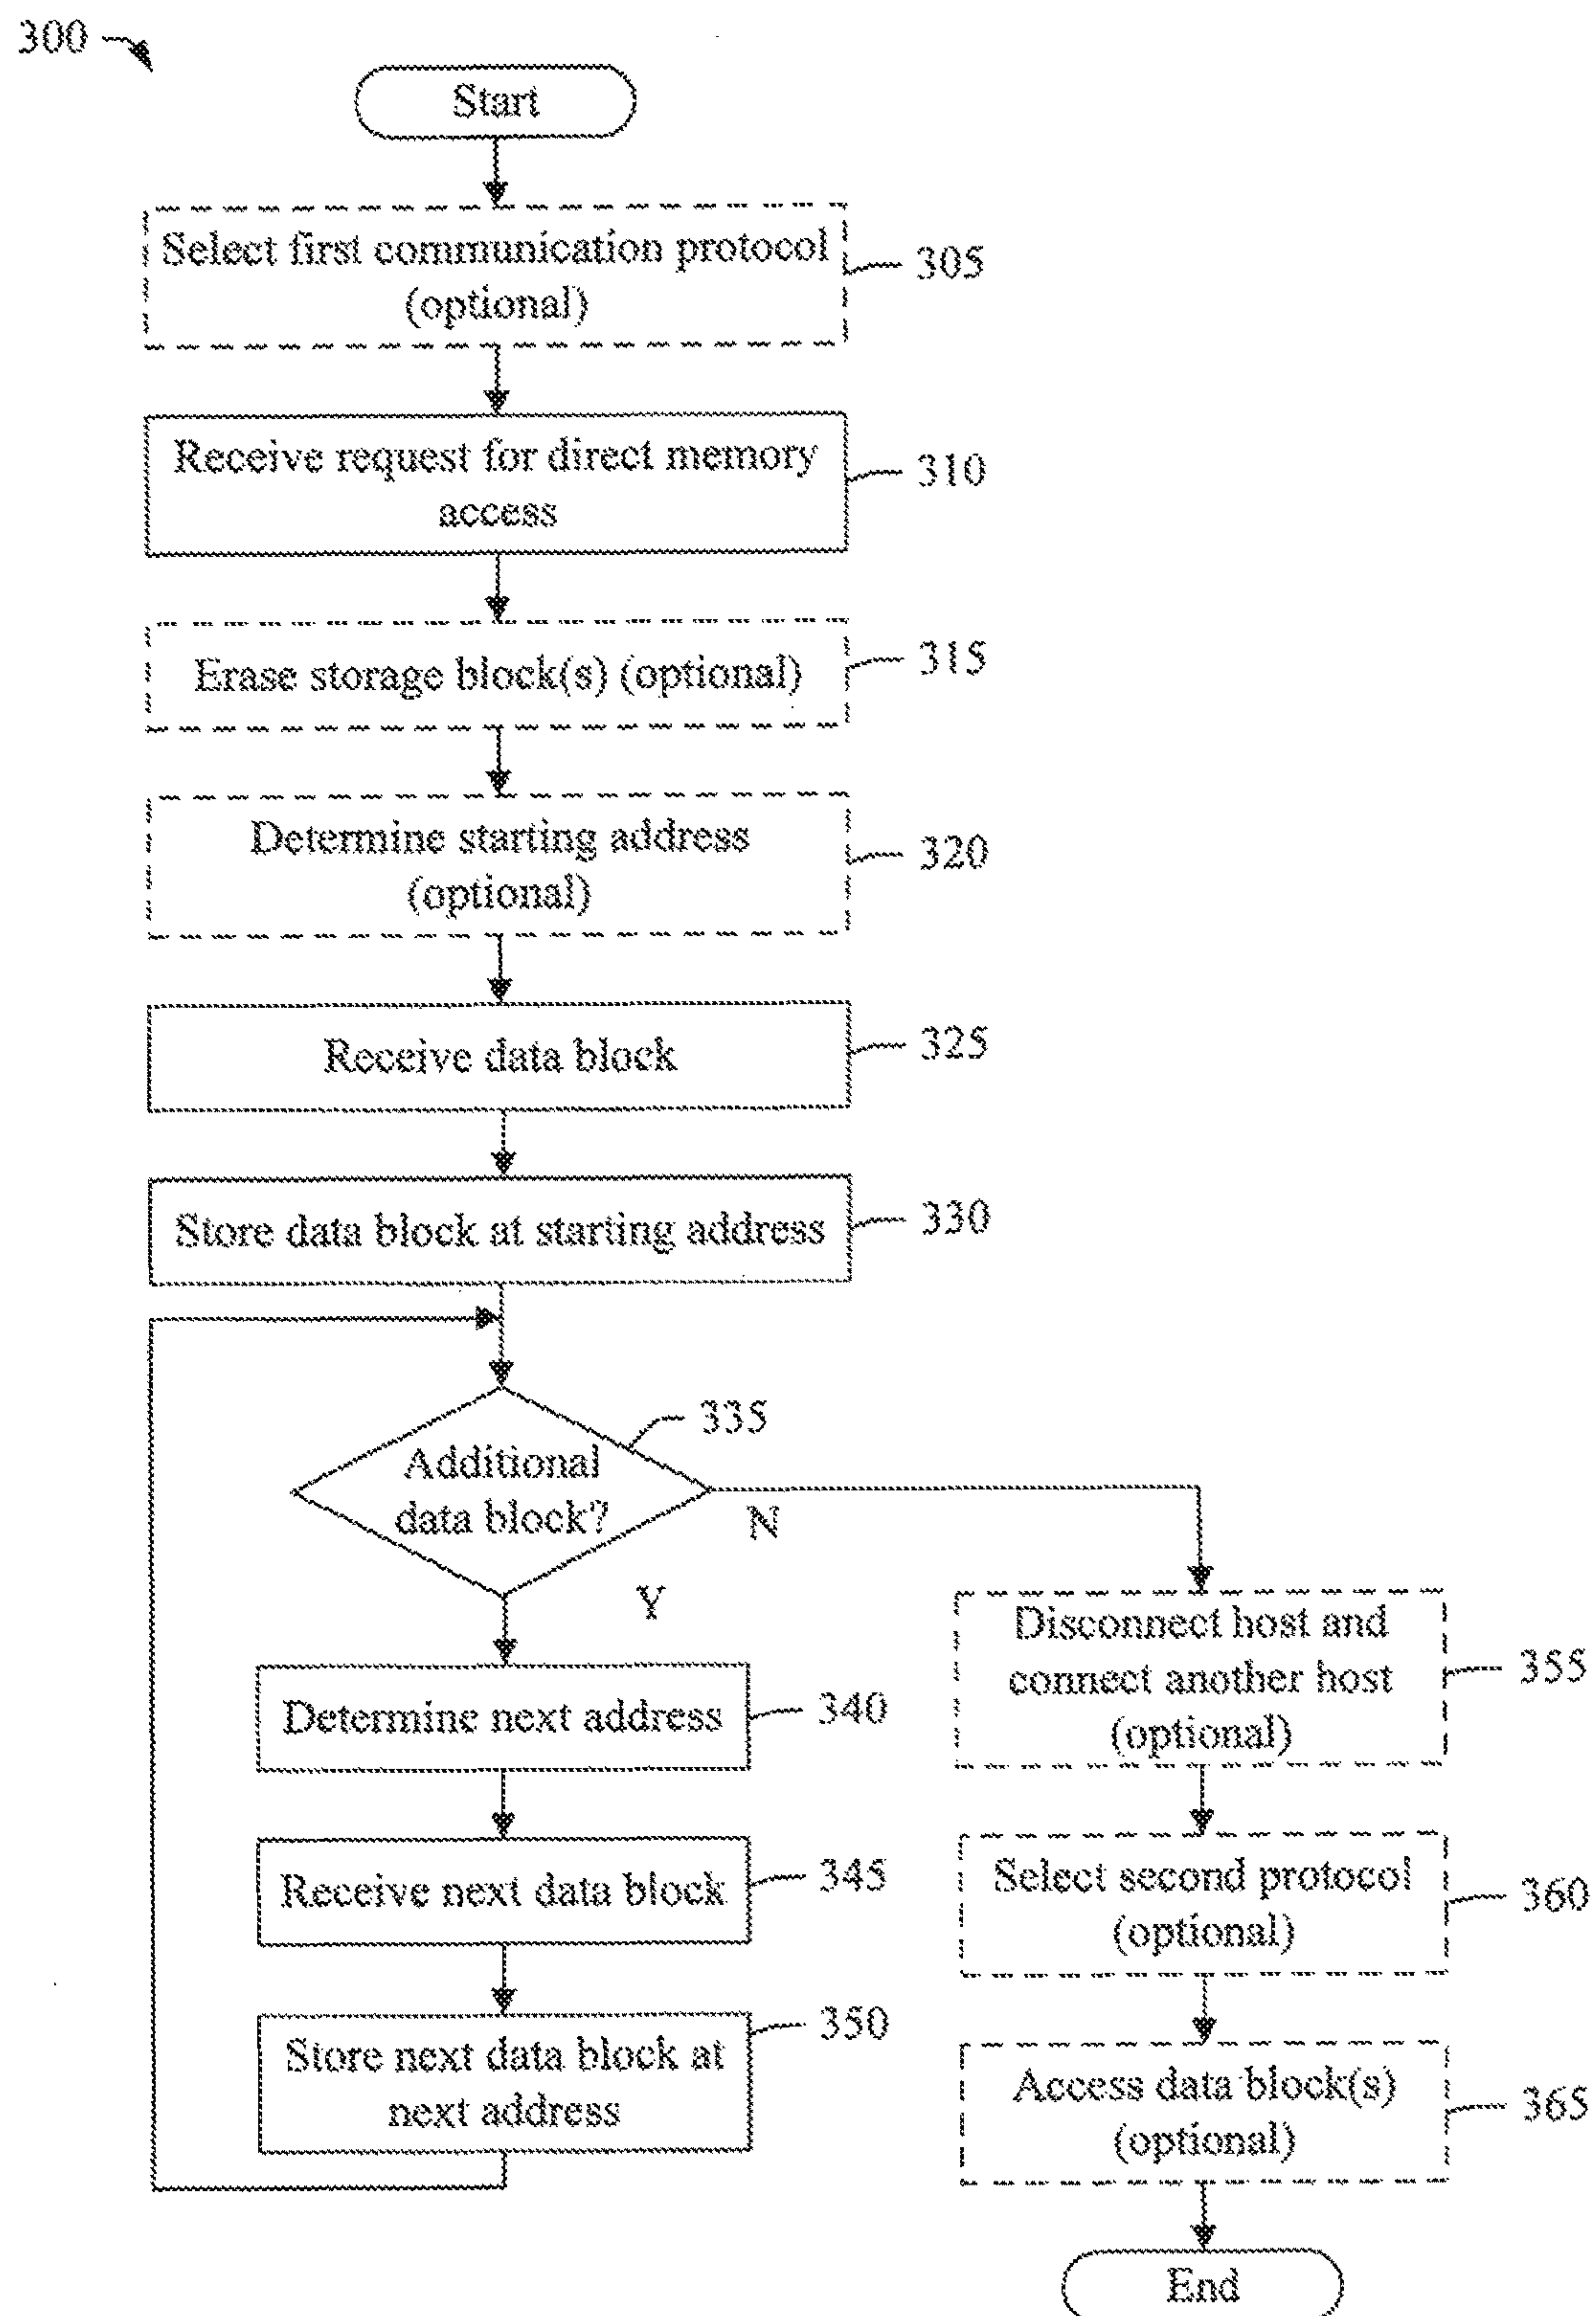 300
Start
Select first communication protocol
(optional)
305
Receive request for direct memory
access
310
Erase storage block(s) (optional)
315
Determine starting address
(optional)
320
Receive data block
325
Store data block at starting address
330
335
Additional
data block?
N
Y
Determine next address
340
Receive next data block
345
Store next data block at
next address
350
Disconnect host and
connect another host
(optional)
355
Select second protocol
(optional)
360
Access data block(s)
(optional)
365
End